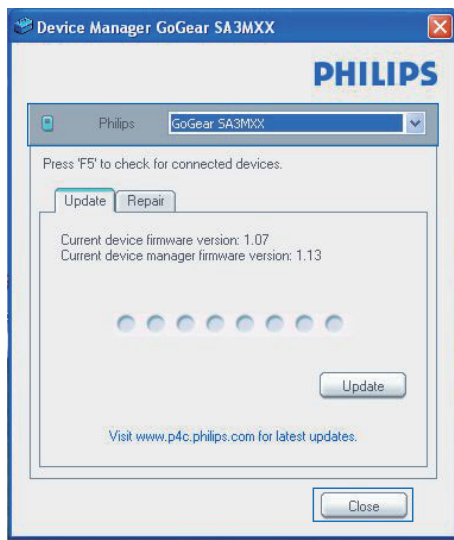 Device Manager GoGear SA3MXX
PHILIPS
Philips GoGear SA3MXX
Press 'F5' to check for connected devices.
Update Repair
Current device firmware version: 1.07
Current device manager firmware version: 1.13
Update
Visit www.p4c.philips.com for latest updates.
Close